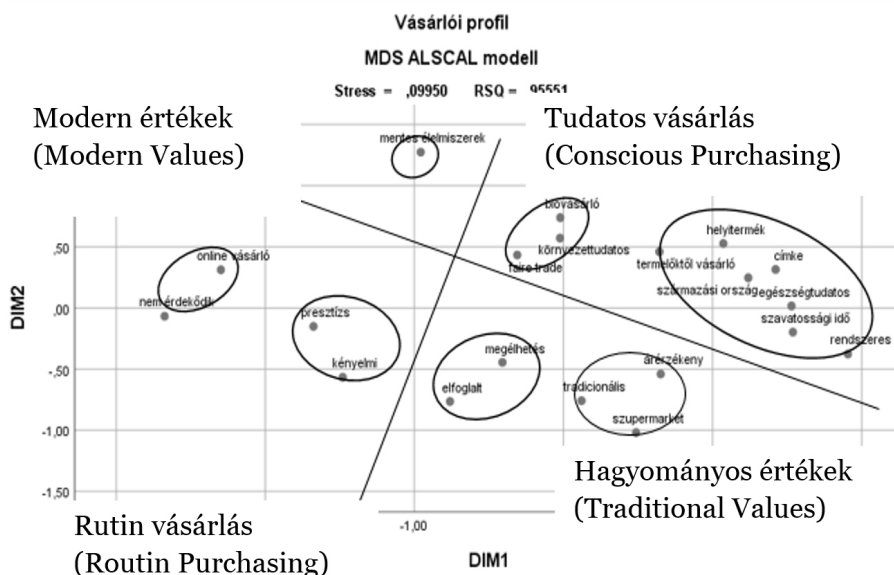 Vásárlói profil
MDS ALSCAL modell
Stress = ,09950 RSQ = ,95551
Modern értékek
(Modern Values)
Tudatos vásárlás
(Conscious Purchasing)
mentes élelmiszerek
biovásárló
helyitermék
környezettudatos
faire trade
termelőktől vásárló
címke
származási ország
egészségtudatos
szavatossági idő
rendszeres
online vásárló
nem érdekődik
presztízs
kényelmi
megélhetés
elfoglalt
árérzékeny
tradicionális
szupermarket
DIM2
,50
,00
-,50
-1,00
-1,50
Hagyományos értékek
(Traditional Values)
Rutin vásárlás
(Routin Purchasing)
-1,00
DIM1